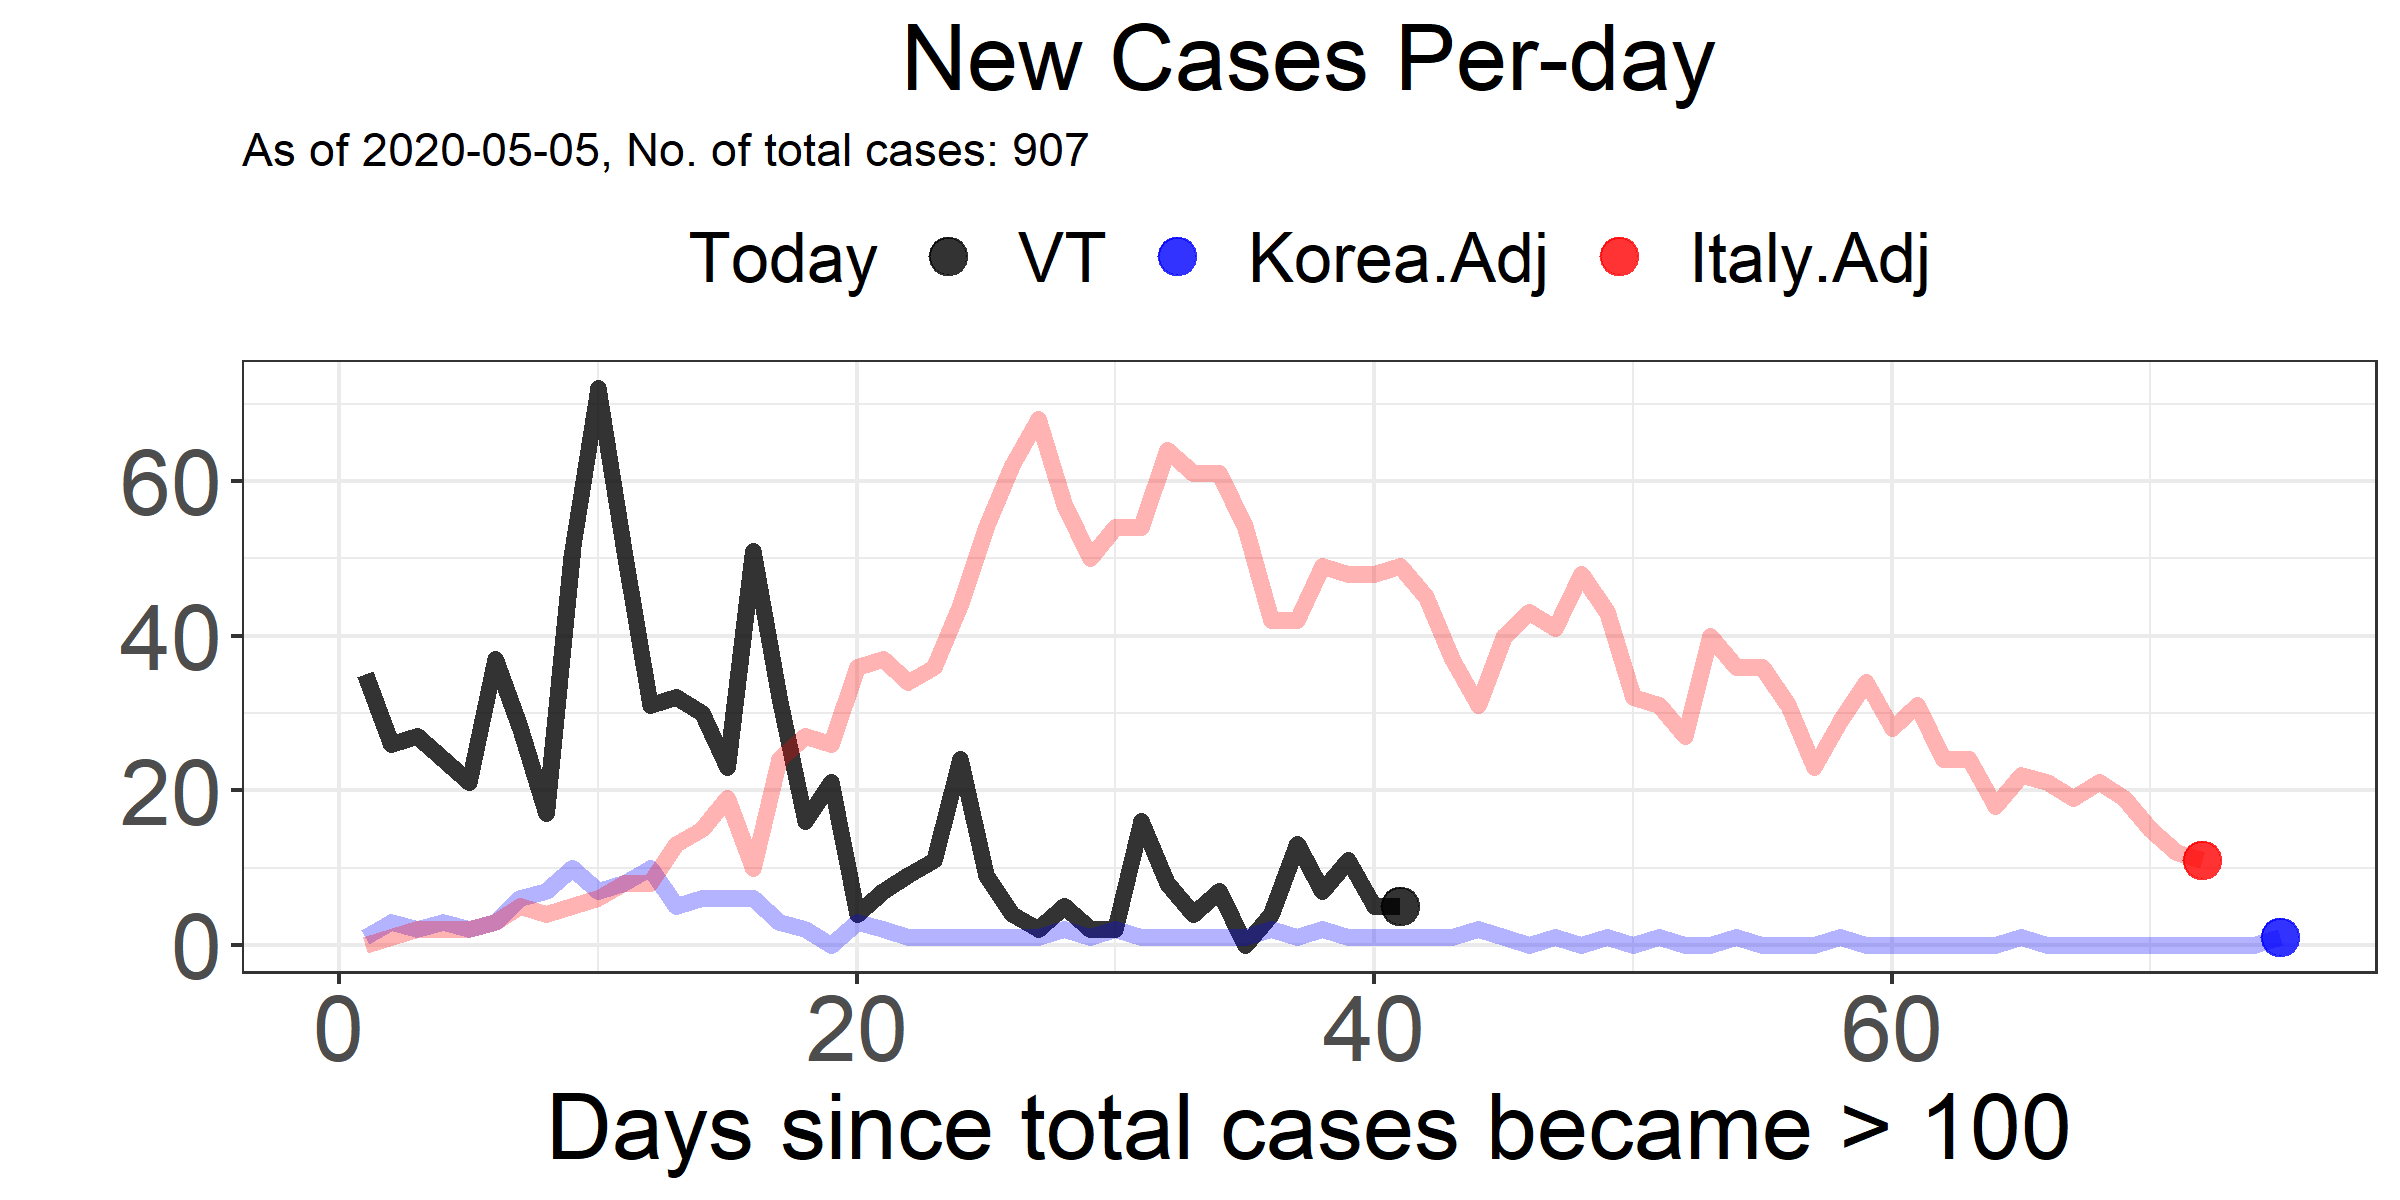 New Cases Per-day
As of 2020-05-05, No. of total cases: 907
Today VT Korea.Adj Italy.Adj
60
40
20
0
0 20 40 60
Days since total cases became > 100